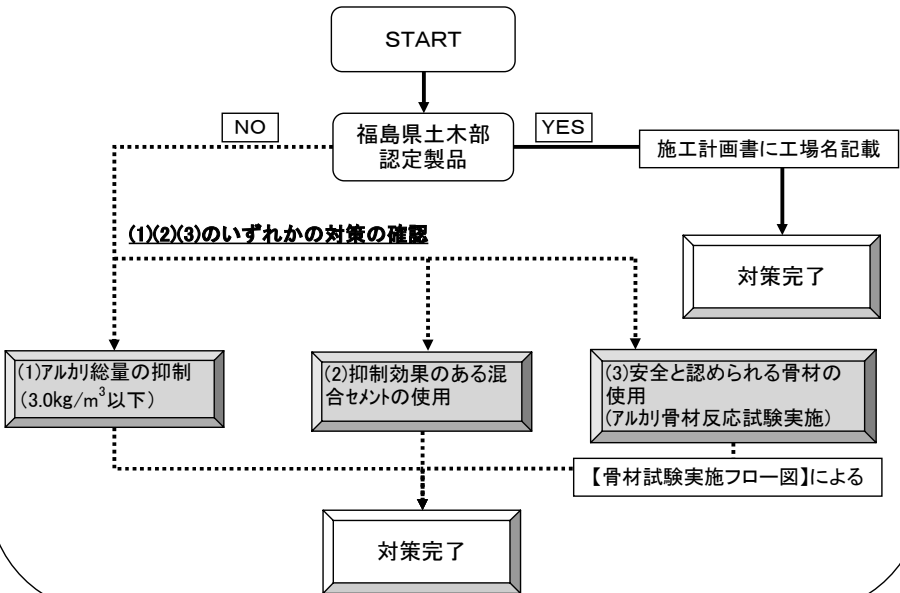 START
NO
福島県土木部
認定製品
YES
施工計画書に工場名記載
(1)(2)(3)のいずれかの対策の確認
対策完了
(1)ｱﾙｶﾘ総量の抑制
(3.0kg/m³以下)
(2)抑制効果のある混
合ｾﾒﾝﾄの使用
(3)安全と認められる骨材の
使用
(ｱﾙｶﾘ骨材反応試験実施)
【骨材試験実施フロー図】による
対策完了